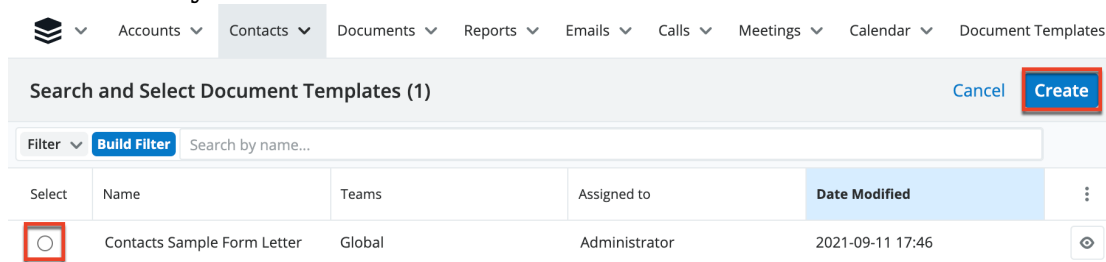 Accounts Contacts Documents Reports Emails Calls Meetings Calendar Document Templates
Search and Select Document Templates (1) Cancel Create
Filter Build Filter Search by name...
Select Name Teams Assigned to Date Modified
Contacts Sample Form Letter Global Administrator 2021-09-11 17:46